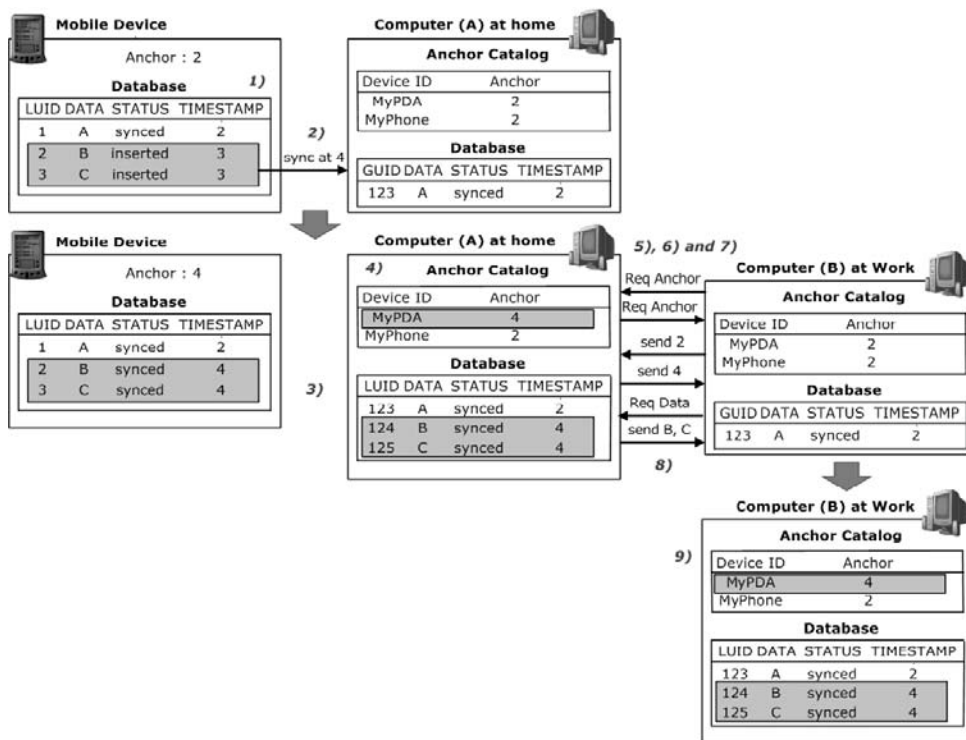 Mobile Device
Anchor : 2
1)
Database
LUID DATA STATUS TIMESTAMP
1 A synced 2
2 B inserted 3
3 C inserted 3
2)
sync at 4
Computer (A) at home
Anchor Catalog
Device ID Anchor
MyPDA 2
MyPhone 2
Database
GUID DATA STATUS TIMESTAMP
123 A synced 2
Mobile Device
Anchor : 4
Database
LUID DATA STATUS TIMESTAMP
1 A synced 2
2 B synced 4
3 C synced 4
3)
Computer (A) at home
4)
Anchor Catalog
Device ID Anchor
MyPDA 4
MyPhone 2
Database
LUID DATA STATUS TIMESTAMP
123 A synced 2
124 B synced 4
125 C synced 4
5), 6) and 7)
Req Anchor
Req Anchor
send 2
send 4
Req Data
send B, C
8)
Computer (B) at Work
Anchor Catalog
Device ID Anchor
MyPDA 2
MyPhone 2
Database
GUID DATA STATUS TIMESTAMP
123 A synced 2
Computer (B) at Work
Anchor Catalog
9)
Device ID Anchor
MyPDA 4
MyPhone 2
Database
LUID DATA STATUS TIMESTAMP
123 A synced 2
124 B synced 4
125 C synced 4